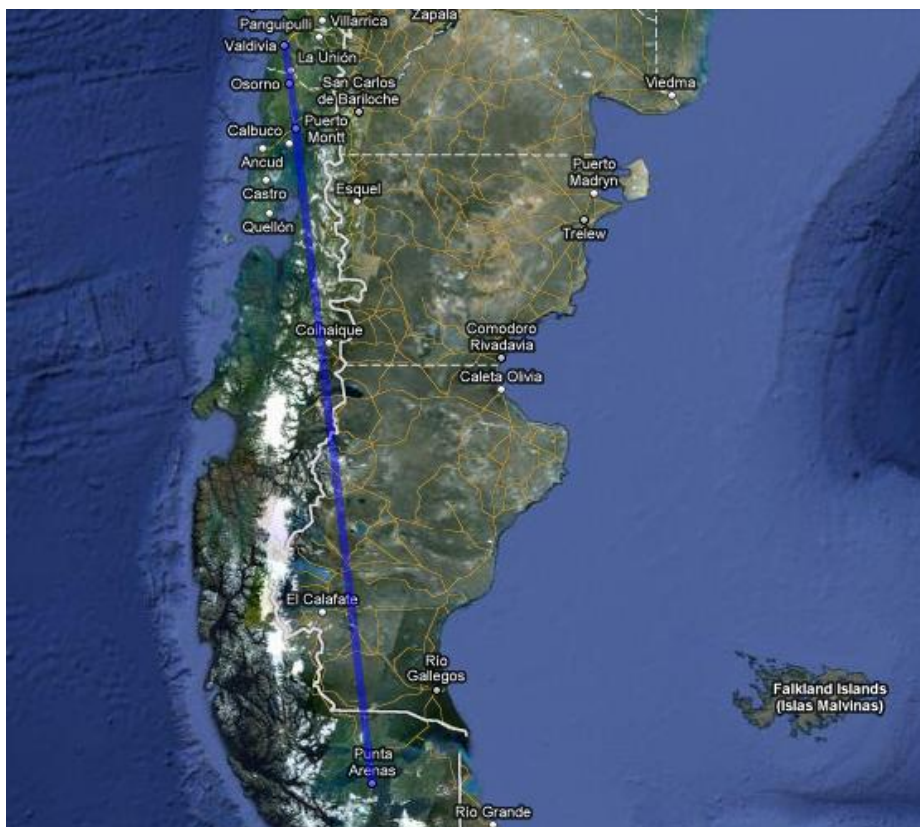 Zapala
Panguipulli
Villarrica
Valdivia
La Unión
Osorno
San Carlos
de Bariloche
Viedma
Calbuco
Puerto
Montt
Ancud
Puerto
Madryn
Castro
Esquel
Quellón
Trelew
Coihaique
Comodoro
Rivadavia
Caleta Olivia
El Calafate
Río
Gallegos
Falkland Islands
(Islas Malvinas)
Punta
Arenas
Río Grande